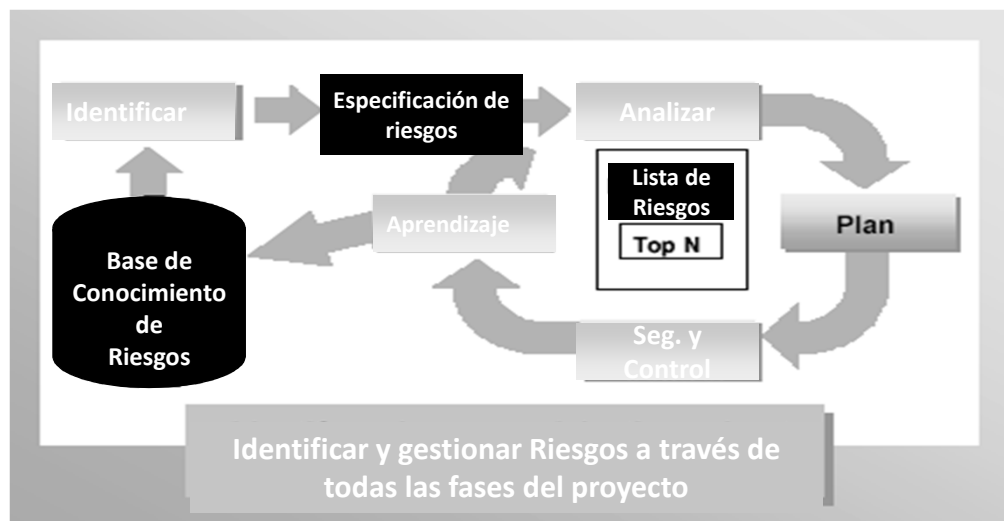 Identificar
Especificación de
riesgos
Analizar
Lista de
Riesgos
Top N
Plan
Aprendizaje
Base de
Conocimiento
de
Riesgos
Seg. y
Control
Identificar y gestionar Riesgos a través de
todas las fases del proyecto